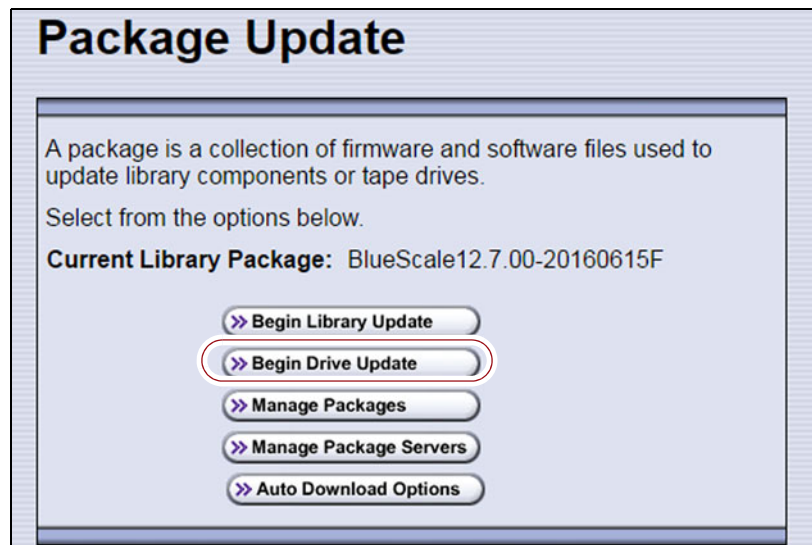 Package Update
A package is a collection of firmware and software files used to
update library components or tape drives.
Select from the options below.
Current Library Package: BlueScale12.7.00-20160615F
Begin Library Update
Begin Drive Update
Manage Packages
Manage Package Servers
Auto Download Options